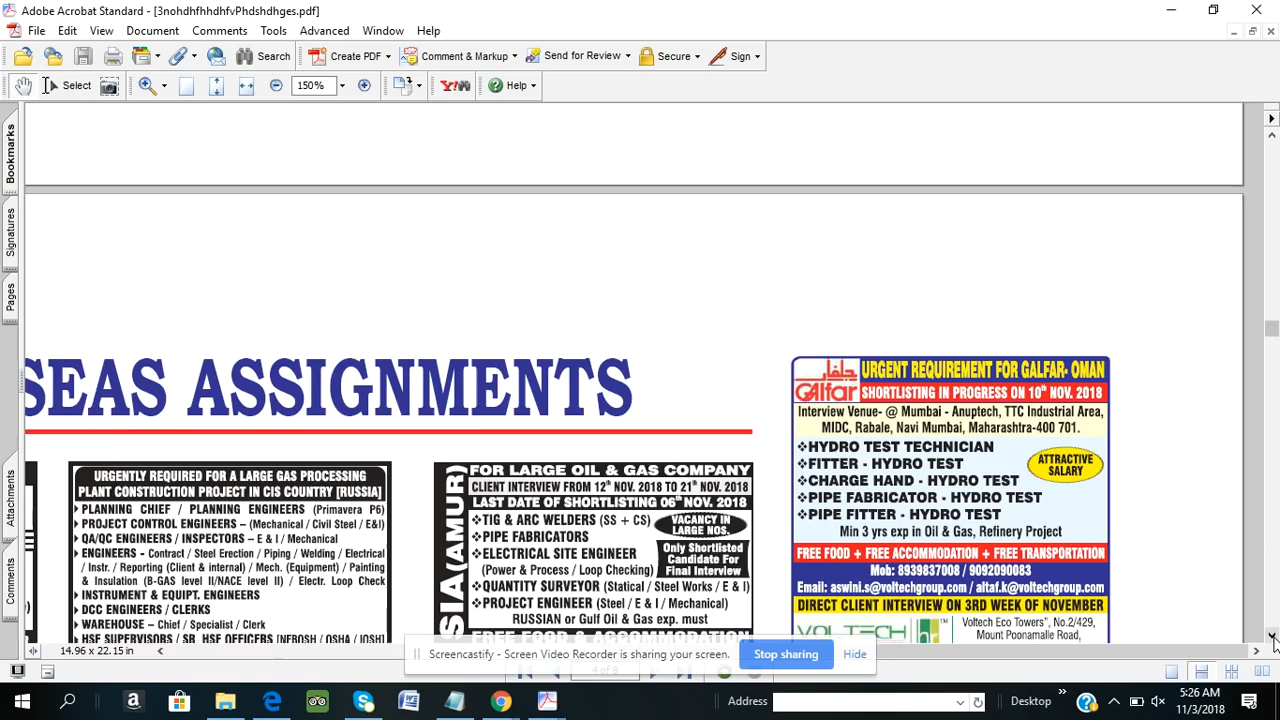 Adobe Acrobat Standard - [3nohdhfhhdhfvPhdshdhges.pdf]
File Edit View Document Comments Tools Advanced Window Help
Search Create PDF Comment & Markup Send for Review Secure Sign
Select 150% Y! Help
Bookmarks
Signatures
Pages
Attachments
Comments
SEAS ASSIGNMENTS
URGENTLY REQUIRED FOR A LARGE GAS PROCESSING
PLANT CONSTRUCTION PROJECT IN CIS COUNTRY [RUSSIA]
PLANNING CHIEF / PLANNING ENGINEERS (Primavera P6)
PROJECT CONTROL ENGINEERS – (Mechanical / Civil Steel / E&I)
QA/QC ENGINEERS / INSPECTORS – E & I / Mechanical
ENGINEERS - Contract / Steel Erection / Piping / Welding / Electrical
/ Instr. / Reporting (Client & internal) / Mech. (Equipment) / Painting
& Insulation (B-GAS level II/NACE level II) / Electr. Loop Check
INSTRUMENT & EQUIPT. ENGINEERS
DCC ENGINEERS / CLERKS
WAREHOUSE – Chief / Specialist / Clerk
HSE SUPERVISORS / SR. HSE OFFICERS [NEBOSH / OSHA / IOSH]
SIA(AMUR)
FOR LARGE OIL & GAS COMPANY
CLIENT INTERVIEW FROM 12th NOV. 2018 TO 21st NOV. 2018
LAST DATE OF SHORTLISTING 06th NOV. 2018
❖TIG & ARC WELDERS (SS + CS)
❖PIPE FABRICATORS
❖ELECTRICAL SITE ENGINEER
(Power & Process / Loop Checking)
❖QUANTITY SURVEYOR (Statical / Steel Works / E & I)
❖PROJECT ENGINEER (Steel / E & I / Mechanical)
RUSSIAN or Gulf Oil & Gas exp. must
FREE FOOD & ACCOMMODATION
VACANCY IN
LARGE NOS.
Only Shortlisted
Candidate For
Final Interview
جلفار
GAlfar
URGENT REQUIREMENT FOR GALFAR- OMAN
SHORTLISTING IN PROGRESS ON 10th NOV. 2018
Interview Venue- @ Mumbai - Anuptech, TTC Industrial Area,
MIDC, Rabale, Navi Mumbai, Maharashtra-400 701.
❖HYDRO TEST TECHNICIAN
❖FITTER - HYDRO TEST
❖CHARGE HAND - HYDRO TEST
❖PIPE FABRICATOR - HYDRO TEST
❖PIPE FITTER - HYDRO TEST
ATTRACTIVE
SALARY
Min 3 yrs exp in Oil & Gas, Refinery Project
FREE FOOD + FREE ACCOMMODATION + FREE TRANSPORTATION
Mob: 8939837008 / 9092090083
Email: aswini.s@voltechgroup.com / altaf.k@voltechgroup.com
DIRECT CLIENT INTERVIEW ON 3RD WEEK OF NOVEMBER
VOLTECH hr TM
Voltech Eco Towers", No.2/429,
Mount Poonamalle Road,
14.96 x 22.15 in
Screencastify - Screen Video Recorder is sharing your screen. Stop sharing Hide
4 of 8
Address Desktop
5:26 AM
11/3/2018